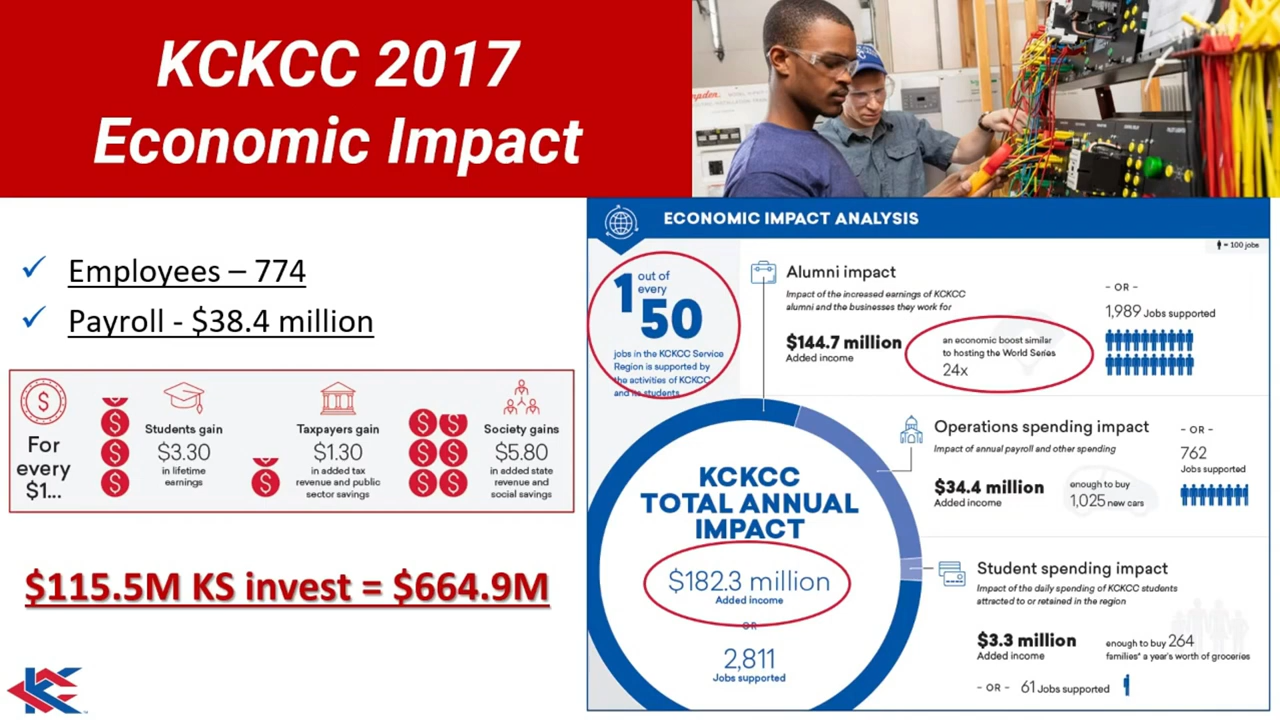 KCKCC 2017
Economic Impact
Employees – 774
Payroll - $38.4 million
For
every
$1...
Students gain
$3.30
in lifetime
earnings
Taxpayers gain
$1.30
in added tax
revenue and public
sector savings
Society gains
$5.80
in added state
revenue and
social savings
$115.5M KS invest = $664.9M
ECONOMIC IMPACT ANALYSIS
= 100 jobs
1 out of
every
50
jobs in the KCKCC Service
Region is supported by
the activities of KCKCC
and its students
Alumni impact
Impact of the increased earnings of KCKCC
alumni and the businesses they work for
$144.7 million
Added income
an economic boost similar
to hosting the World Series
24x
- OR -
1,989 Jobs supported
KCKCC
TOTAL ANNUAL
IMPACT
$182.3 million
Added income
OR
2,811
Jobs supported
Operations spending impact
Impact of annual payroll and other spending
$34.4 million
Added income
enough to buy
1,025 new cars
- OR -
762
Jobs supported
Student spending impact
Impact of the daily spending of KCKCC students
attracted to or retained in the region
$3.3 million
Added income
enough to buy 264
families* a year's worth of groceries
- OR - 61 Jobs supported